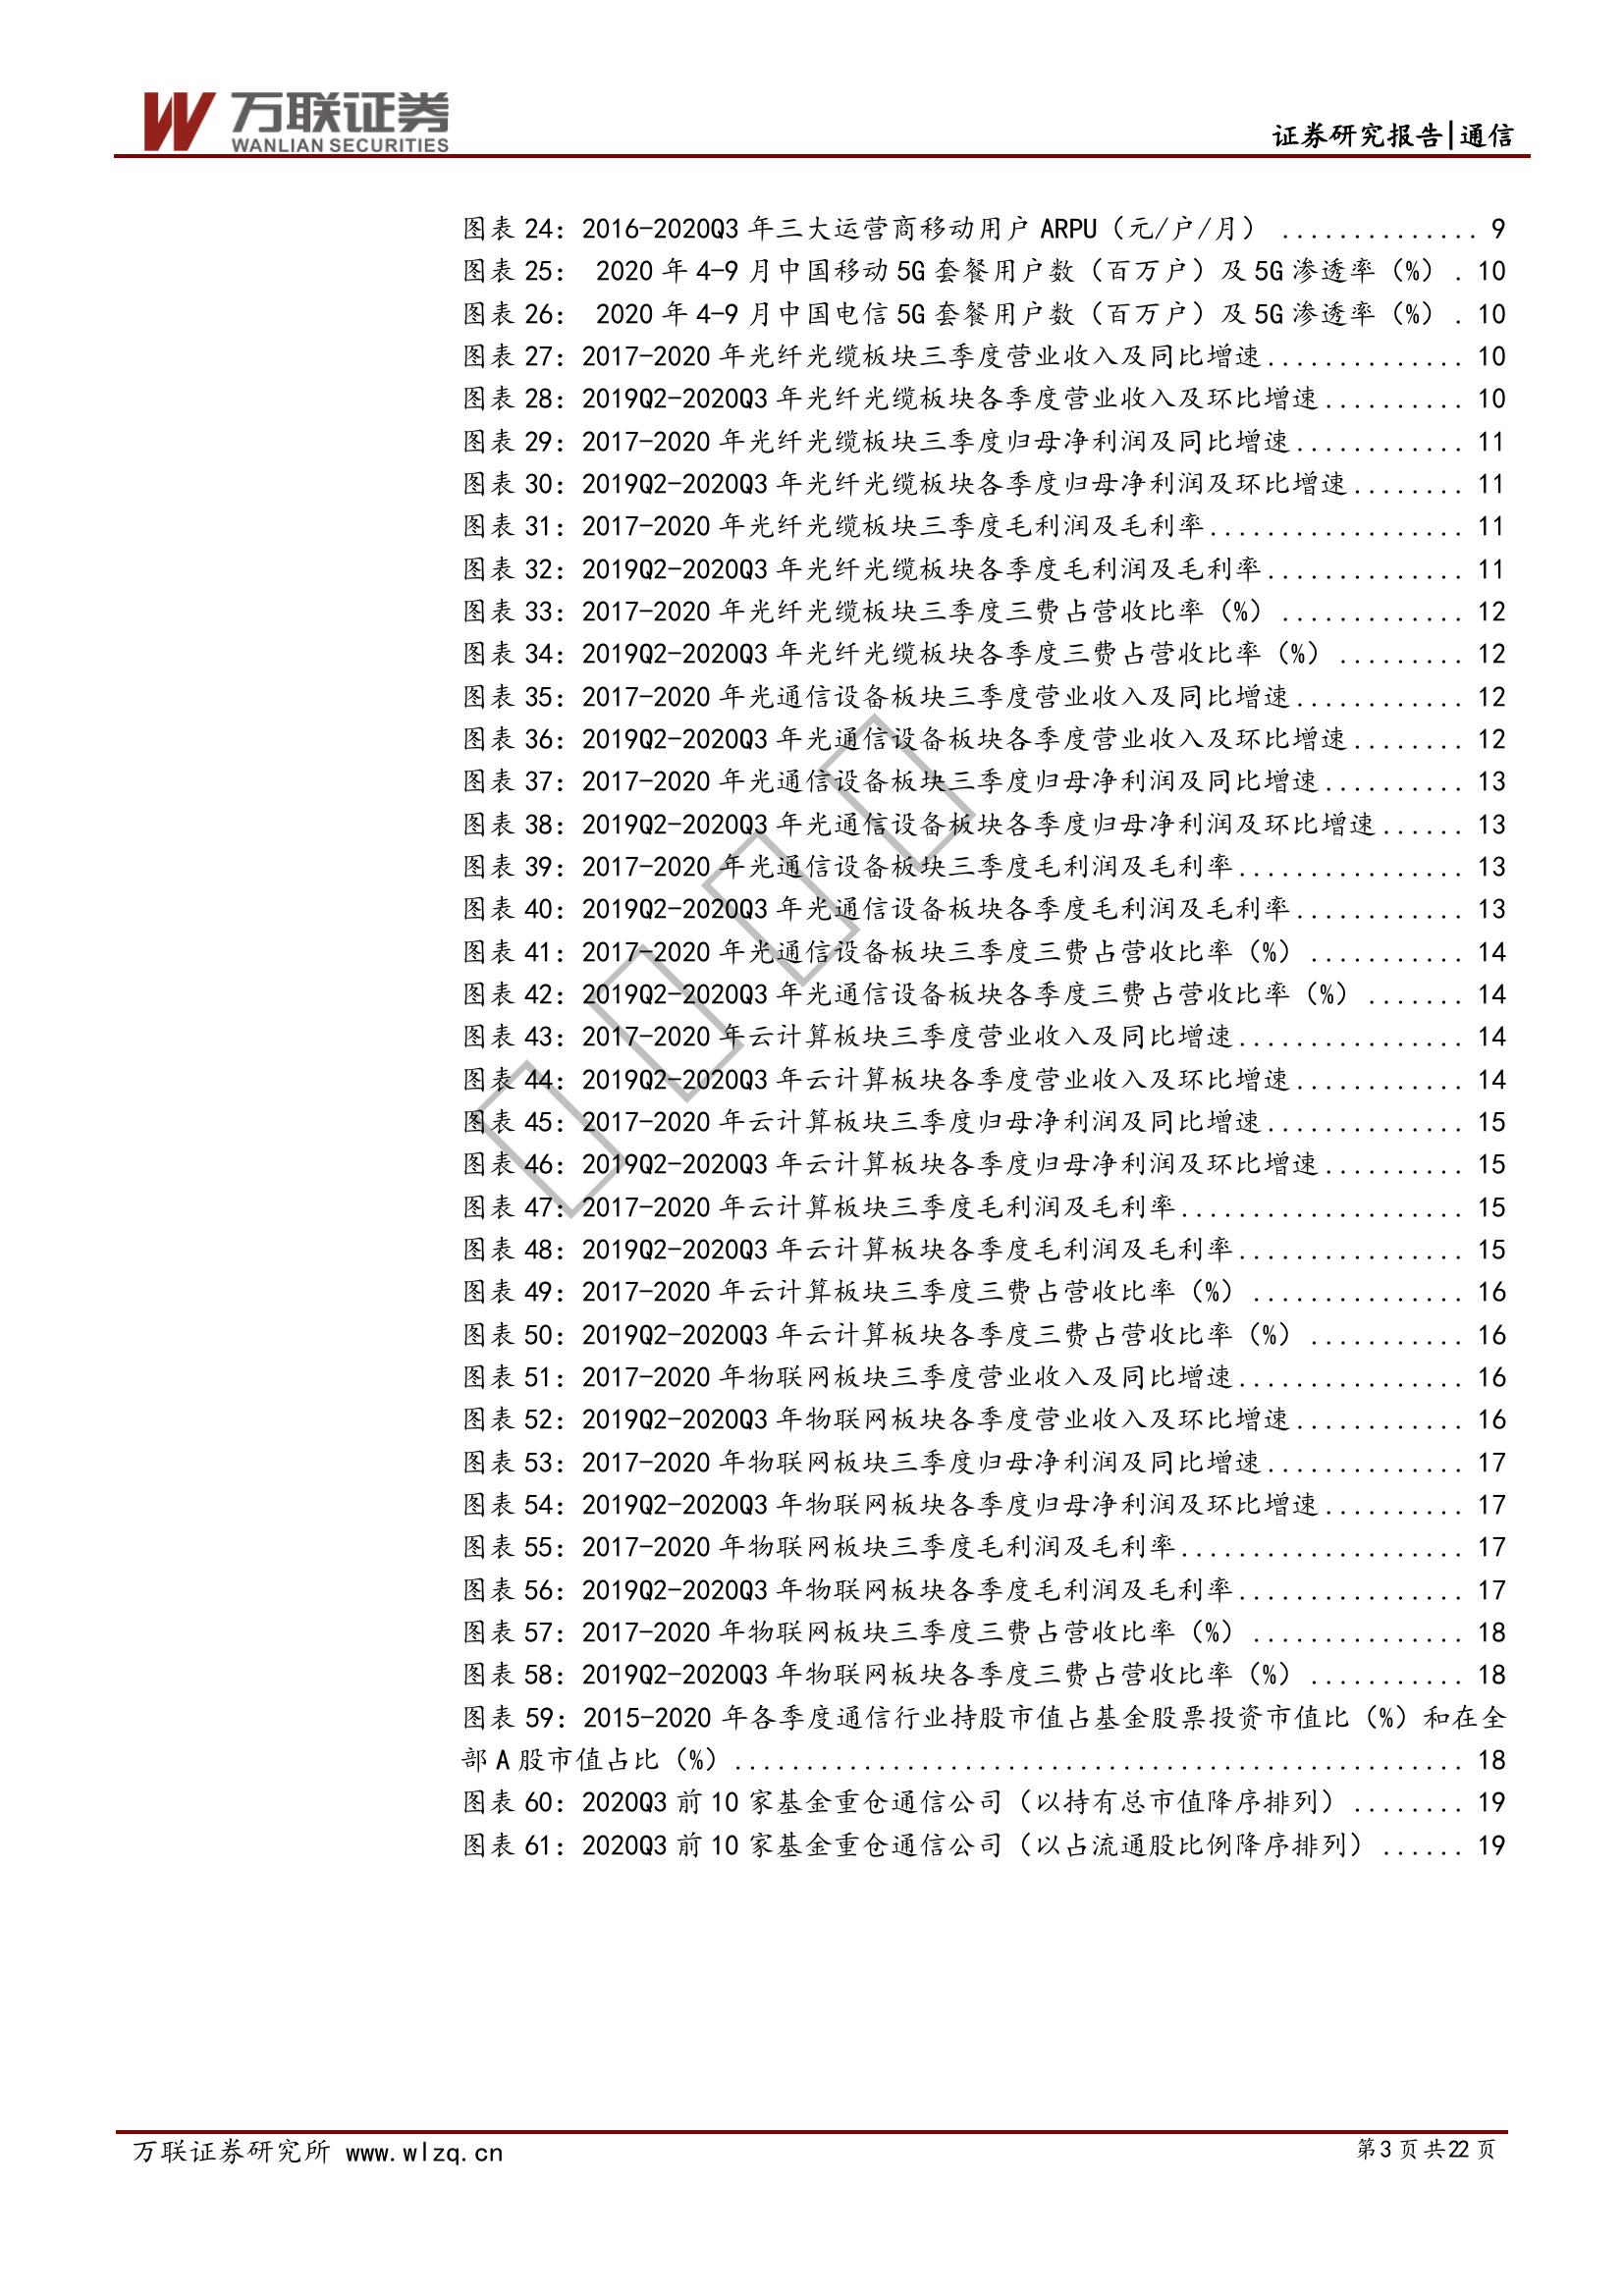 万联证券
WANLIAN SECURITIES
证券研究报告|通信
图表 24：2016-2020Q3 年三大运营商移动用户 ARPU（元/户/月） .............. 9
图表 25： 2020 年 4-9 月中国移动 5G 套餐用户数（百万户）及 5G 渗透率（%） . 10
图表 26： 2020 年 4-9 月中国电信 5G 套餐用户数（百万户）及 5G 渗透率（%） . 10
图表 27：2017-2020 年光纤光缆板块三季度营业收入及同比增速.............. 10
图表 28：2019Q2-2020Q3 年光纤光缆板块各季度营业收入及环比增速.......... 10
图表 29：2017-2020 年光纤光缆板块三季度归母净利润及同比增速............ 11
图表 30：2019Q2-2020Q3 年光纤光缆板块各季度归母净利润及环比增速........ 11
图表 31：2017-2020 年光纤光缆板块三季度毛利润及毛利率.................. 11
图表 32：2019Q2-2020Q3 年光纤光缆板块各季度毛利润及毛利率.............. 11
图表 33：2017-2020 年光纤光缆板块三季度三费占营收比率（%） ............. 12
图表 34：2019Q2-2020Q3 年光纤光缆板块各季度三费占营收比率（%） ......... 12
图表 35：2017-2020 年光通信设备板块三季度营业收入及同比增速............ 12
图表 36：2019Q2-2020Q3 年光通信设备板块各季度营业收入及环比增速........ 12
图表 37：2017-2020 年光通信设备板块三季度归母净利润及同比增速.......... 13
图表 38：2019Q2-2020Q3 年光通信设备板块各季度归母净利润及环比增速...... 13
图表 39：2017-2020 年光通信设备板块三季度毛利润及毛利率................ 13
图表 40：2019Q2-2020Q3 年光通信设备板块各季度毛利润及毛利率............ 13
图表 41：2017-2020 年光通信设备板块三季度三费占营收比率（%） ........... 14
图表 42：2019Q2-2020Q3 年光通信设备板块各季度三费占营收比率（%） ....... 14
图表 43：2017-2020 年云计算板块三季度营业收入及同比增速................ 14
图表 44：2019Q2-2020Q3 年云计算板块各季度营业收入及环比增速............ 14
图表 45：2017-2020 年云计算板块三季度归母净利润及同比增速.............. 15
图表 46：2019Q2-2020Q3 年云计算板块各季度归母净利润及环比增速.......... 15
图表 47：2017-2020 年云计算板块三季度毛利润及毛利率.................... 15
图表 48：2019Q2-2020Q3 年云计算板块各季度毛利润及毛利率................ 15
图表 49：2017-2020 年云计算板块三季度三费占营收比率（%） ............... 16
图表 50：2019Q2-2020Q3 年云计算板块各季度三费占营收比率（%） ........... 16
图表 51：2017-2020 年物联网板块三季度营业收入及同比增速................ 16
图表 52：2019Q2-2020Q3 年物联网板块各季度营业收入及环比增速............ 16
图表 53：2017-2020 年物联网板块三季度归母净利润及同比增速.............. 17
图表 54：2019Q2-2020Q3 年物联网板块各季度归母净利润及环比增速.......... 17
图表 55：2017-2020 年物联网板块三季度毛利润及毛利率.................... 17
图表 56：2019Q2-2020Q3 年物联网板块各季度毛利润及毛利率................ 17
图表 57：2017-2020 年物联网板块三季度三费占营收比率（%） ............... 18
图表 58：2019Q2-2020Q3 年物联网板块各季度三费占营收比率（%） ........... 18
图表 59：2015-2020 年各季度通信行业持股市值占基金股票投资市值比（%）和在全
部 A 股市值占比（%）................................................... 18
图表 60：2020Q3 前 10 家基金重仓通信公司（以持有总市值降序排列） ........ 19
图表 61：2020Q3 前 10 家基金重仓通信公司（以占流通股比例降序排列） ...... 19
万联证券研究所 www.wlzq.cn
第 3 页 共 22 页